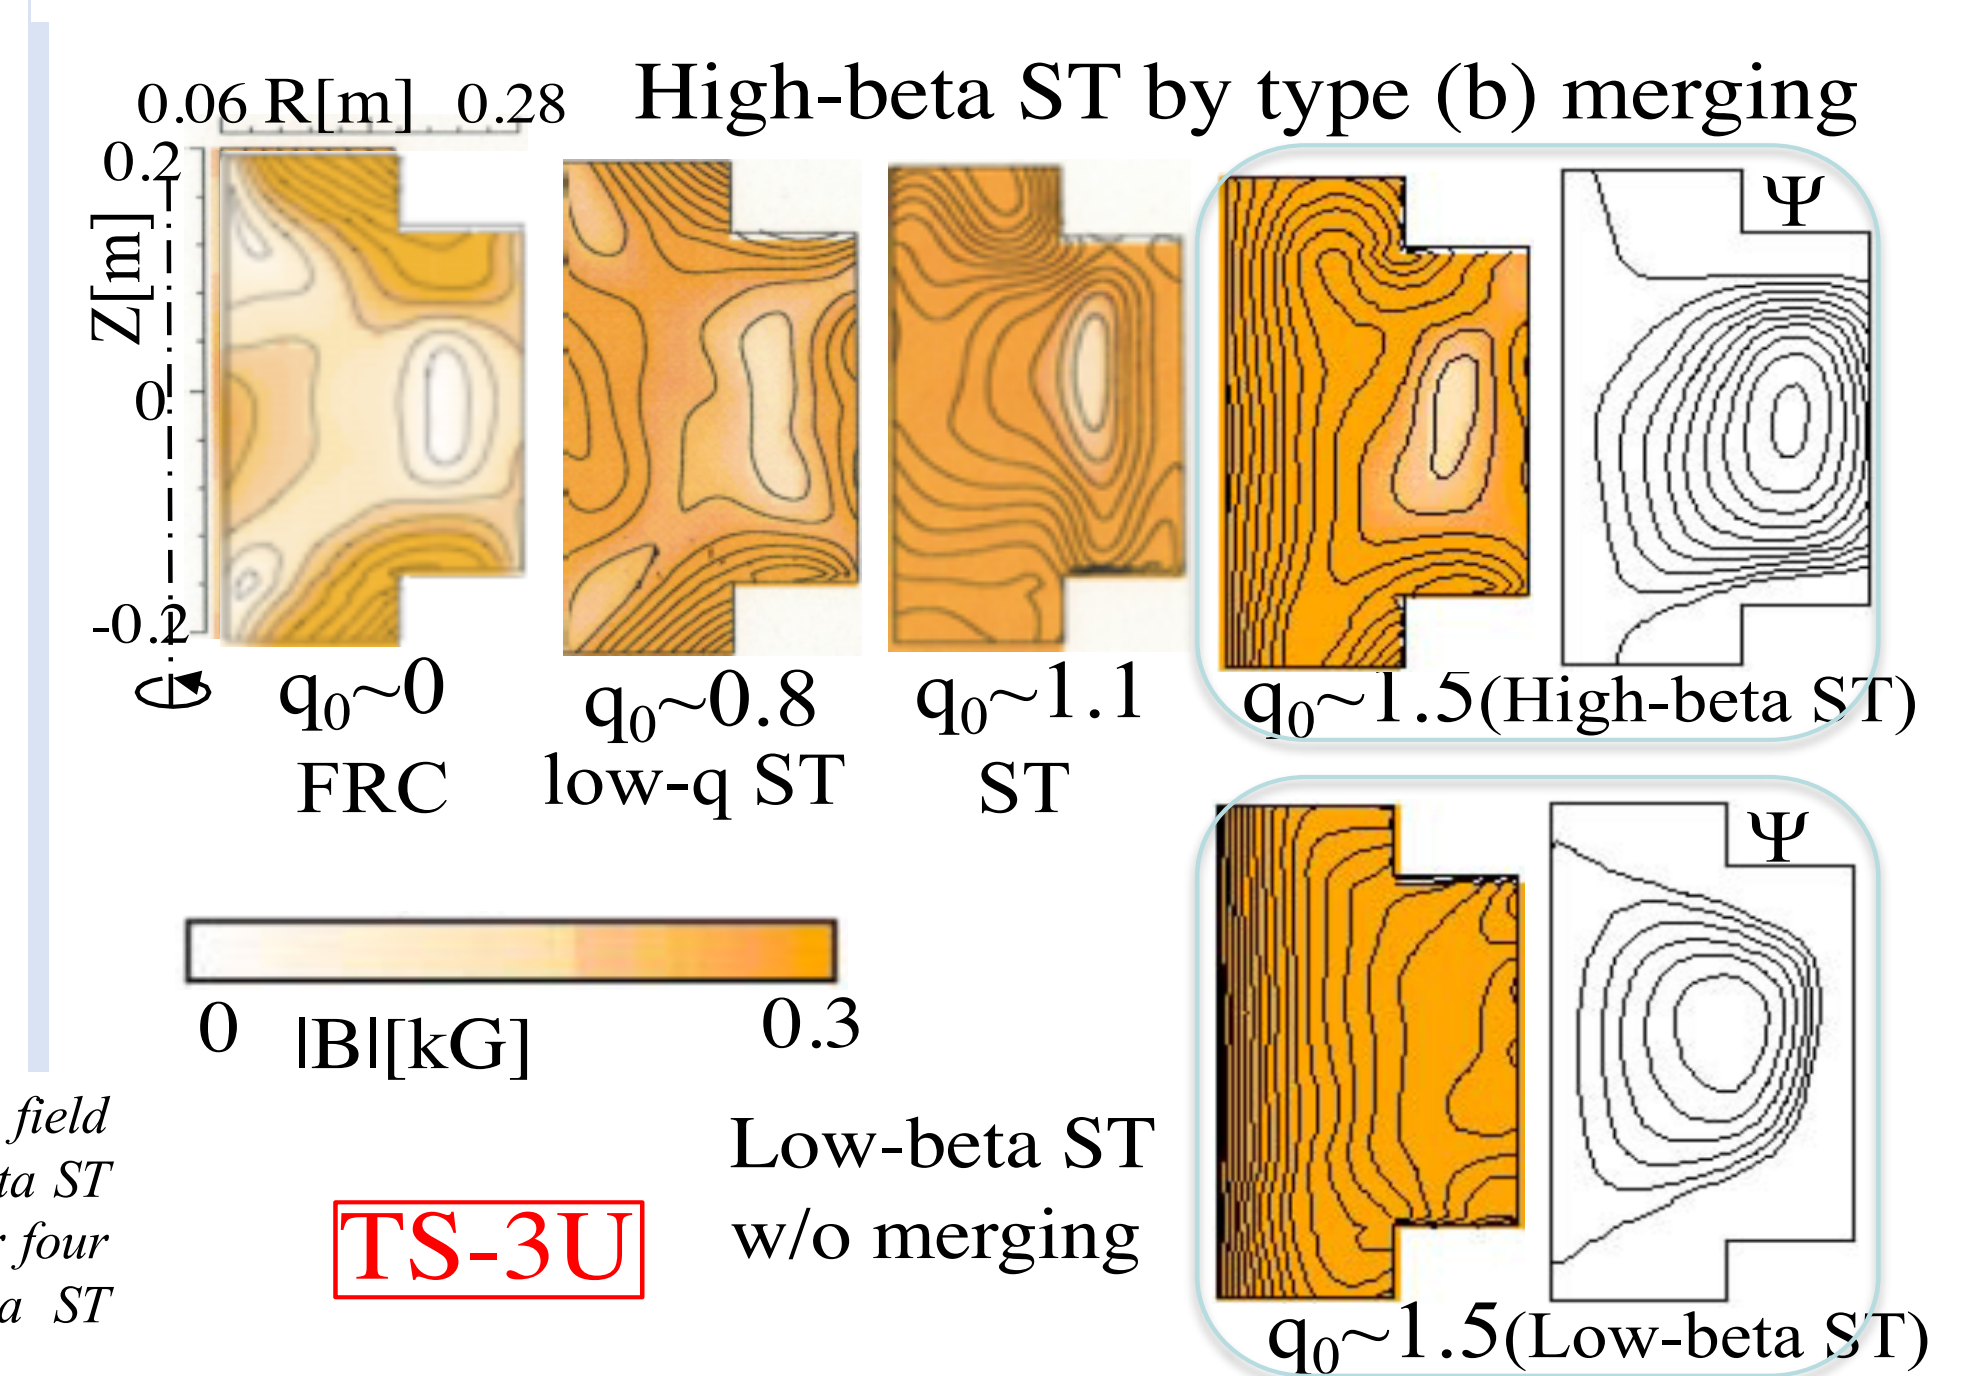 High-beta ST by type (b) merging
0.06 R[m] 0.28
0.2
Z[m]
0
-0.2
Ψ
q₀~0
FRC
q₀~0.8
low-q ST
q₀~1.1
ST
q₀~1.5(High-beta ST)
Ψ
0
|B|[kG]
0.3
field
ST
four
ST
TS-3U
Low-beta ST
w/o merging
q₀~1.5(Low-beta ST)